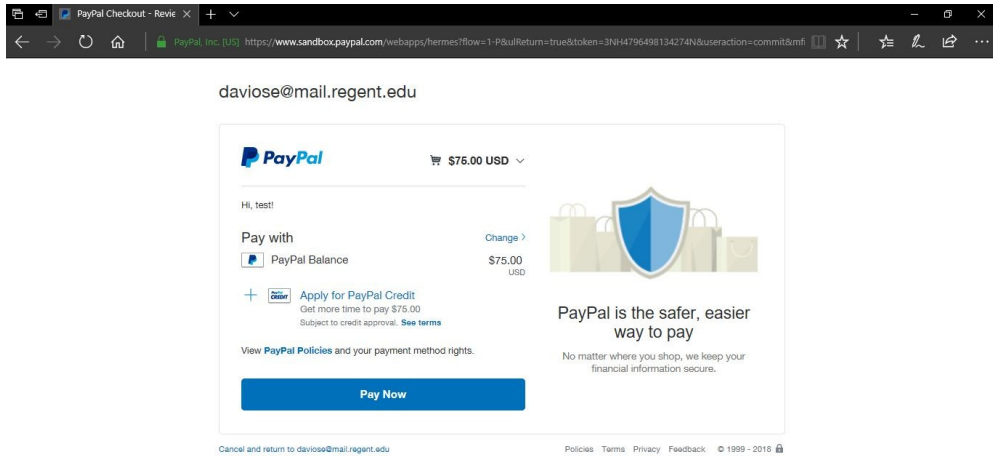 PayPal Checkout - Revie
PayPal, Inc. [US] https://www.sandbox.paypal.com/webapps/hermes?flow=1-P&ulReturn=true&token=3NH4796498134274N&useraction=commit&mfi
daviose@mail.regent.edu
PayPal
$75.00 USD
Hi, test!
Pay with
Change
PayPal Balance
$75.00
USD
PayPal CREDIT
Apply for PayPal Credit
Get more time to pay $75.00
Subject to credit approval. See terms
View PayPal Policies and your payment method rights.
Pay Now
PayPal is the safer, easier
way to pay
No matter where you shop, we keep your
financial information secure.
Cancel and return to daviose@mail.regent.edu
Policies Terms Privacy Feedback © 1999 - 2018